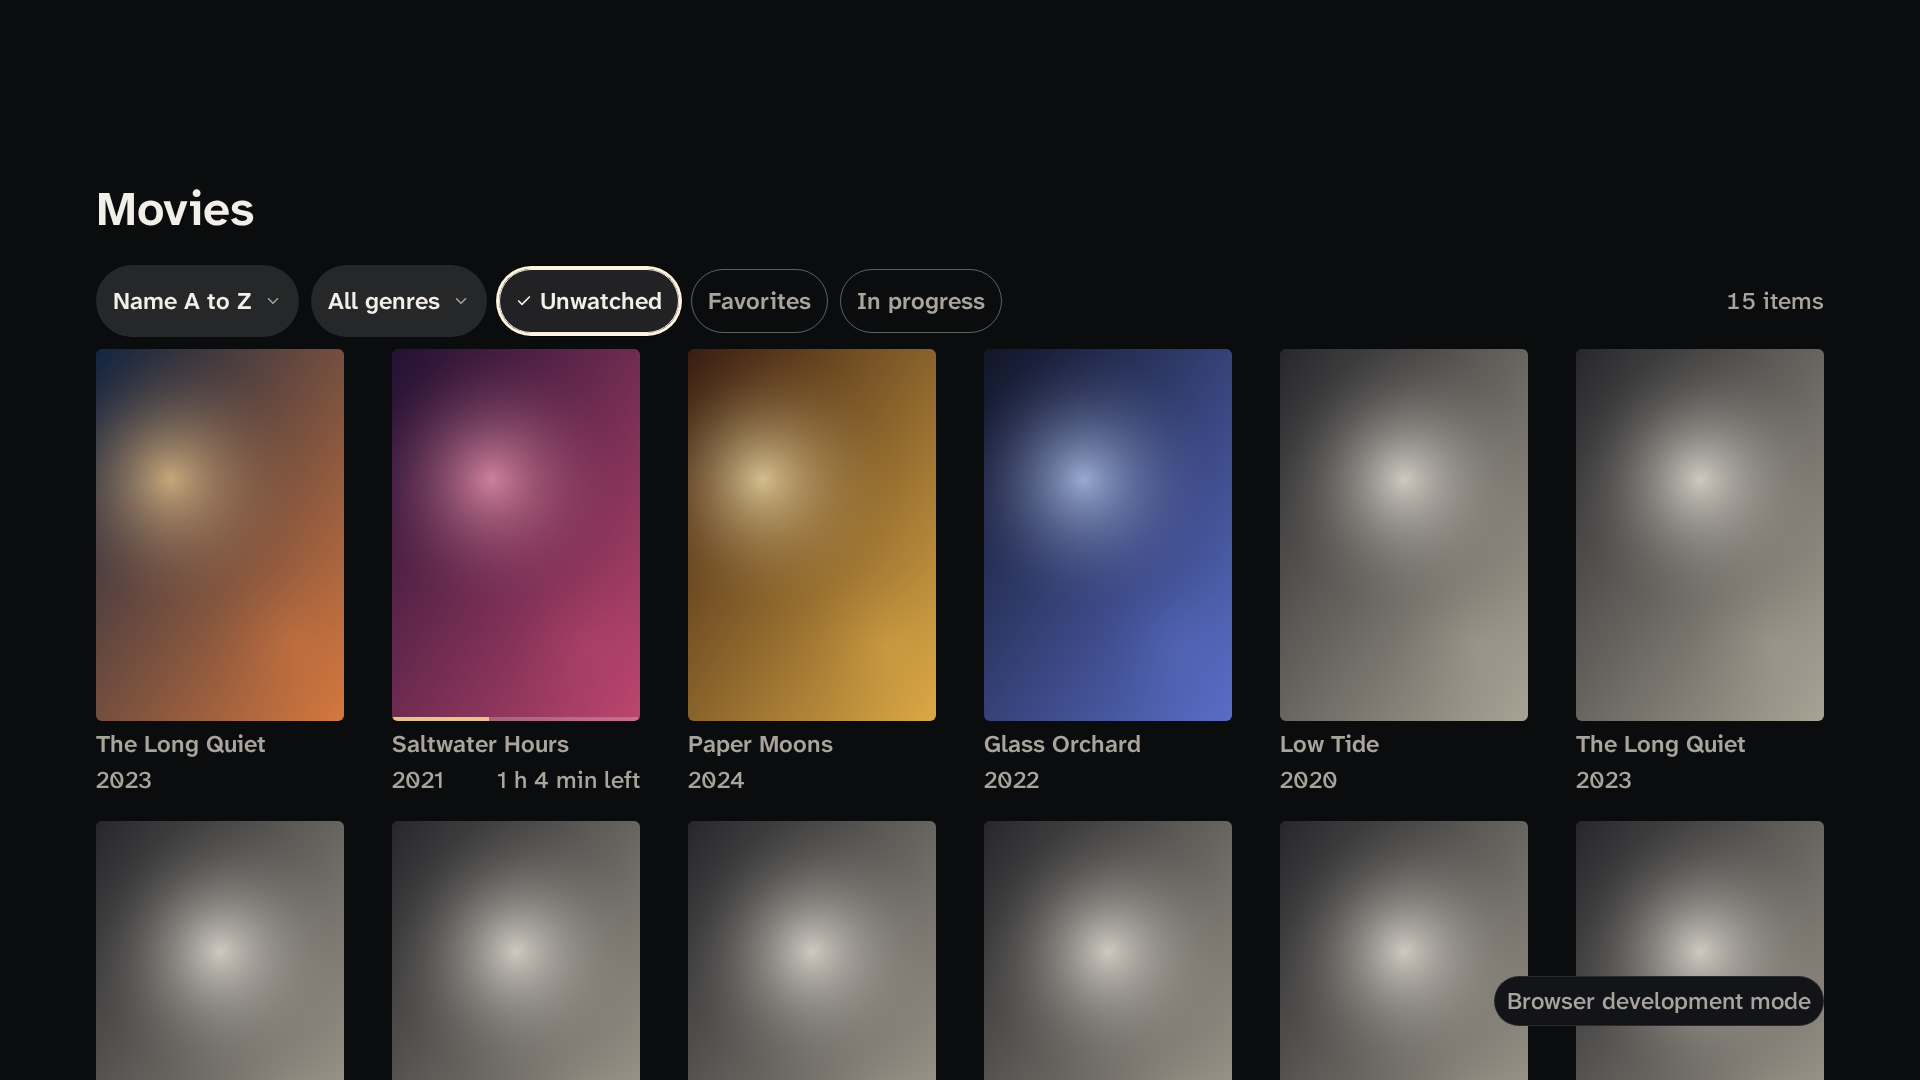 Movies
Name A to Z
All genres
Unwatched
Favorites
In progress
15 items
The Long Quiet
2023
Saltwater Hours
2021 1 h 4 min left
Paper Moons
2024
Glass Orchard
2022
Low Tide
2020
The Long Quiet
2023
Browser development mode